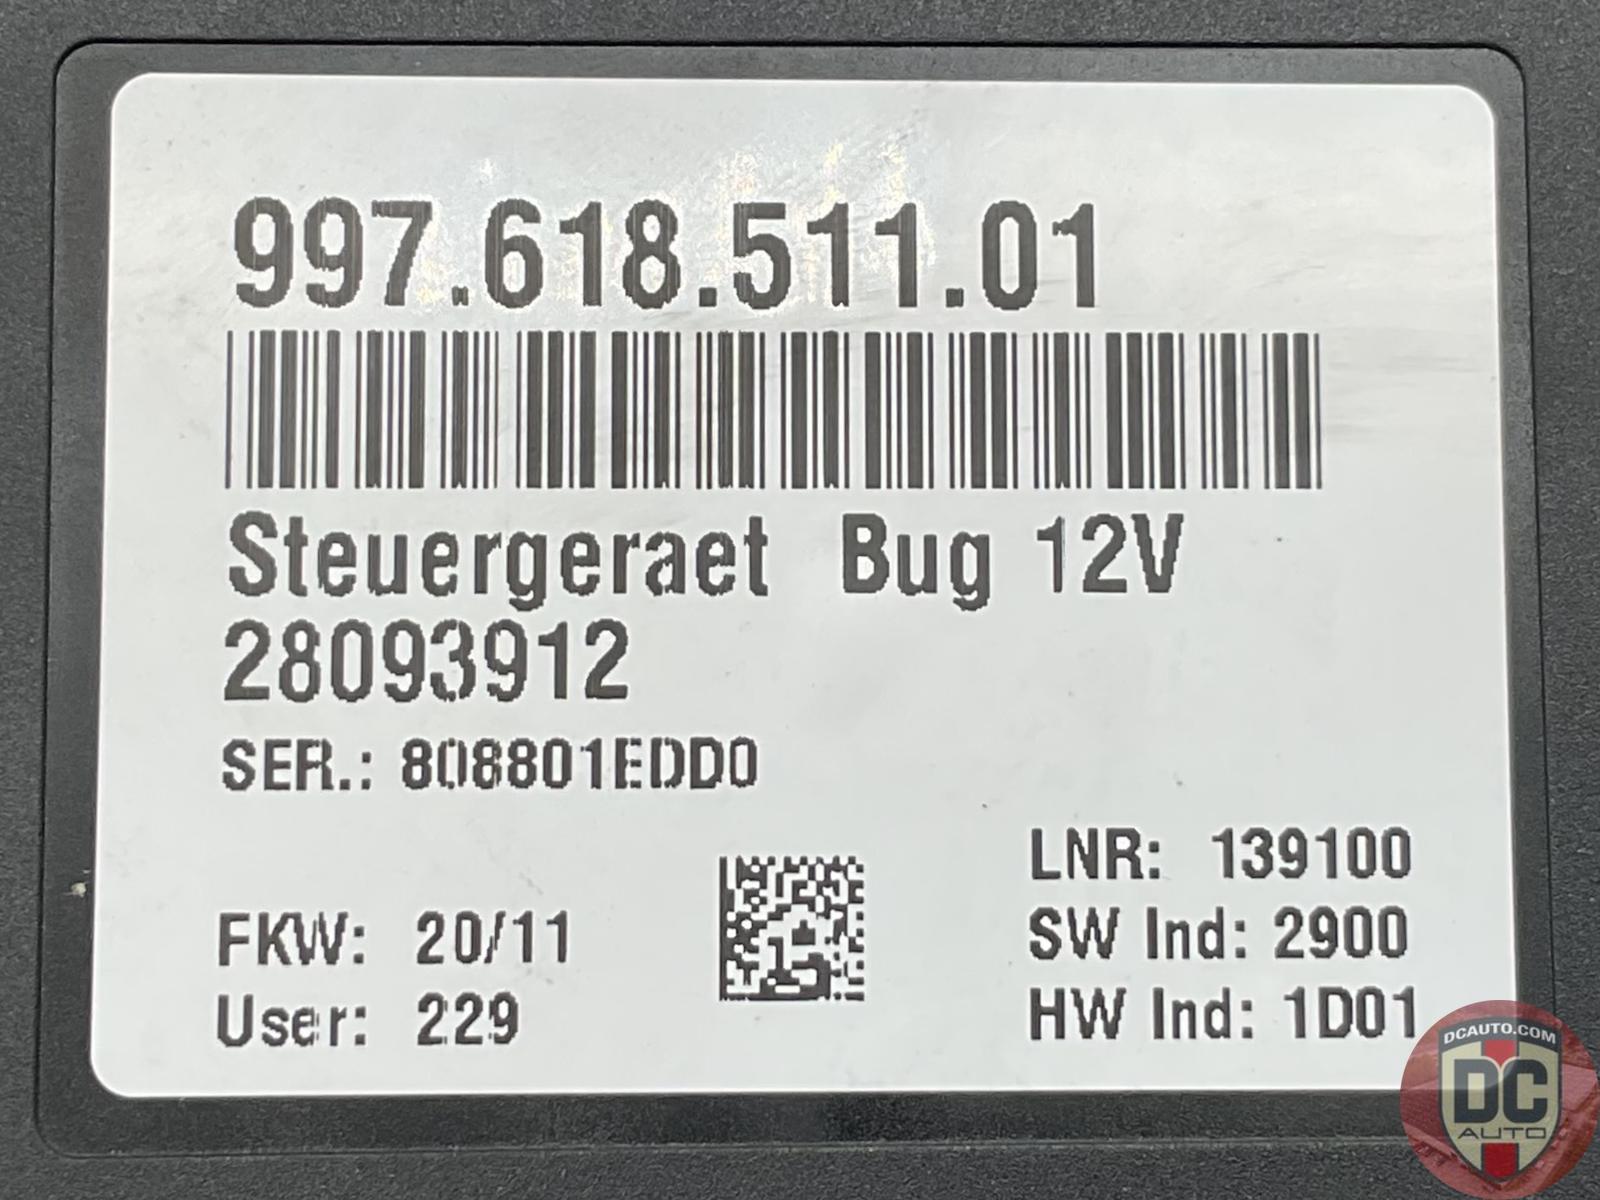 997.618.511.01
Steuergeraet Bug 12V
28093912
SER.: 808801EDD0
LNR: 139100
FKW: 20/11
SW Ind: 2900
User: 229
HW Ind: 1D01
DCAUTO.COM
DC
AUTO